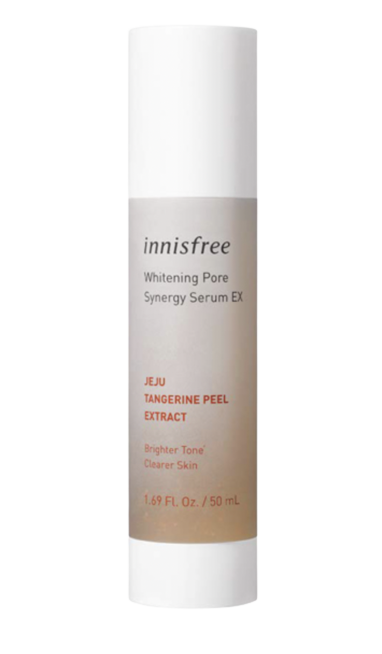 innisfree
Whitening Pore
Synergy Serum EX
JEJU
TANGERINE PEEL
EXTRACT
Brighter Tone
Clearer Skin
1.69 Fl. Oz. / 50 mL